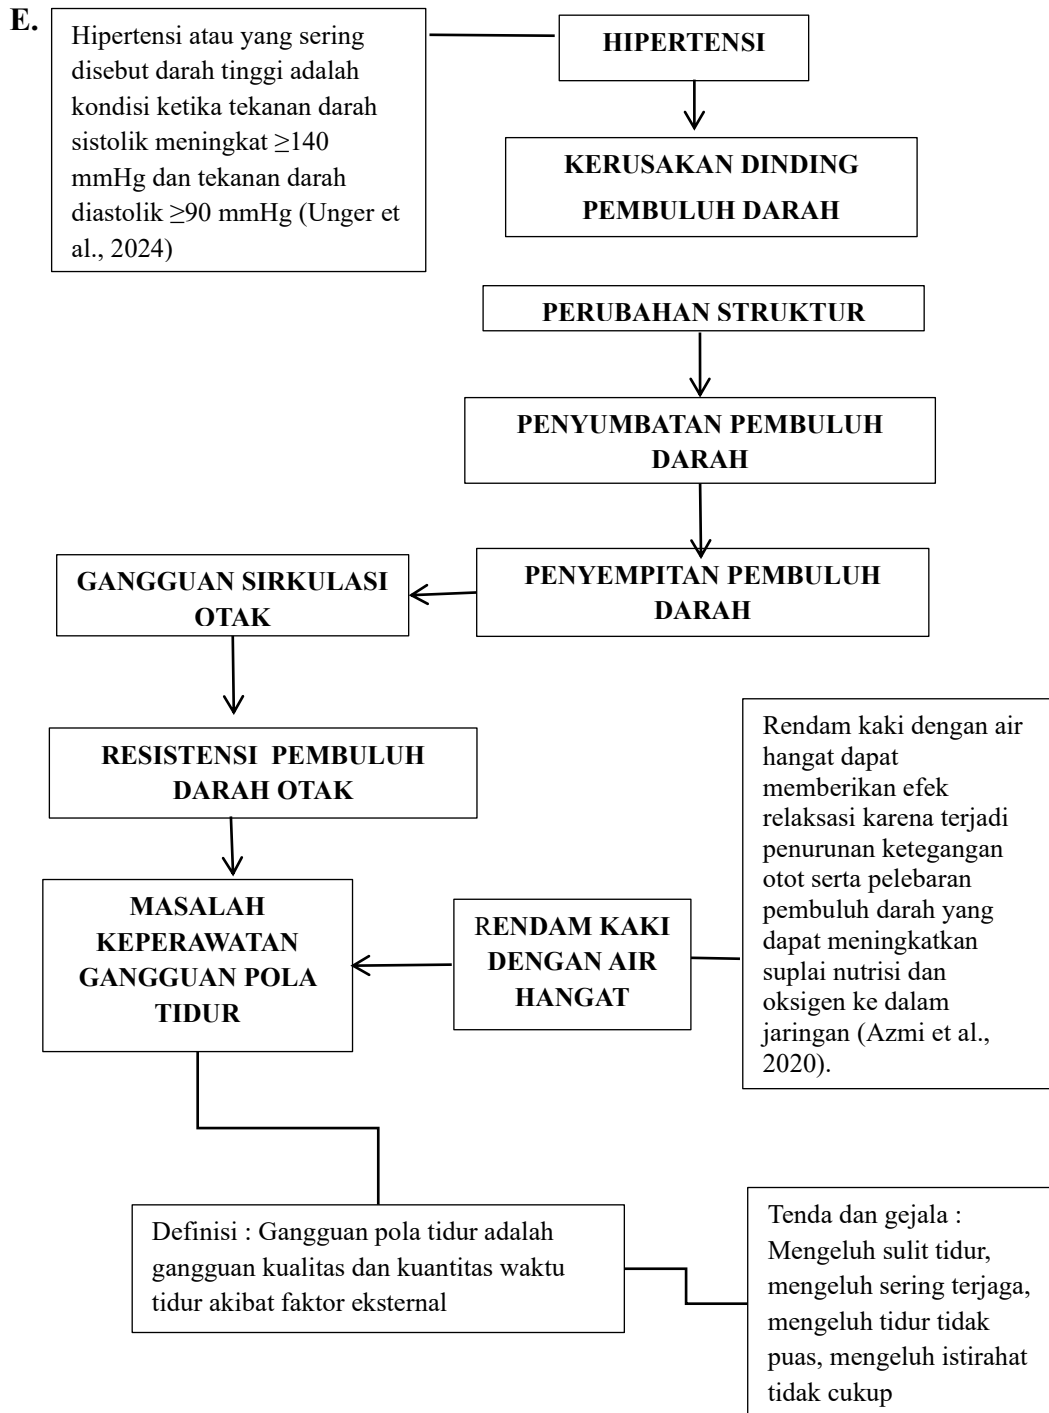 E.
Hipertensi atau yang sering
disebut darah tinggi adalah
kondisi ketika tekanan darah
sistolik meningkat ≥140
mmHg dan tekanan darah
diastolik ≥90 mmHg (Unger et
al., 2024)
HIPERTENSI
KERUSAKAN DINDING
PEMBULUH DARAH
PERUBAHAN STRUKTUR
PENYUMBATAN PEMBULUH
DARAH
PENYEMPITAN PEMBULUH
DARAH
GANGGUAN SIRKULASI
OTAK
RESISTENSI PEMBULUH
DARAH OTAK
MASALAH
KEPERAWATAN
GANGGUAN POLA
TIDUR
RENDAM KAKI
DENGAN AIR
HANGAT
Rendam kaki dengan air
hangat dapat
memberikan efek
relaksasi karena terjadi
penurunan ketegangan
otot serta pelebaran
pembuluh darah yang
dapat meningkatkan
suplai nutrisi dan
oksigen ke dalam
jaringan (Azmi et al.,
2020).
Definisi : Gangguan pola tidur adalah
gangguan kualitas dan kuantitas waktu
tidur akibat faktor eksternal
Tenda dan gejala :
Mengeluh sulit tidur,
mengeluh sering terjaga,
mengeluh tidur tidak
puas, mengeluh istirahat
tidak cukup